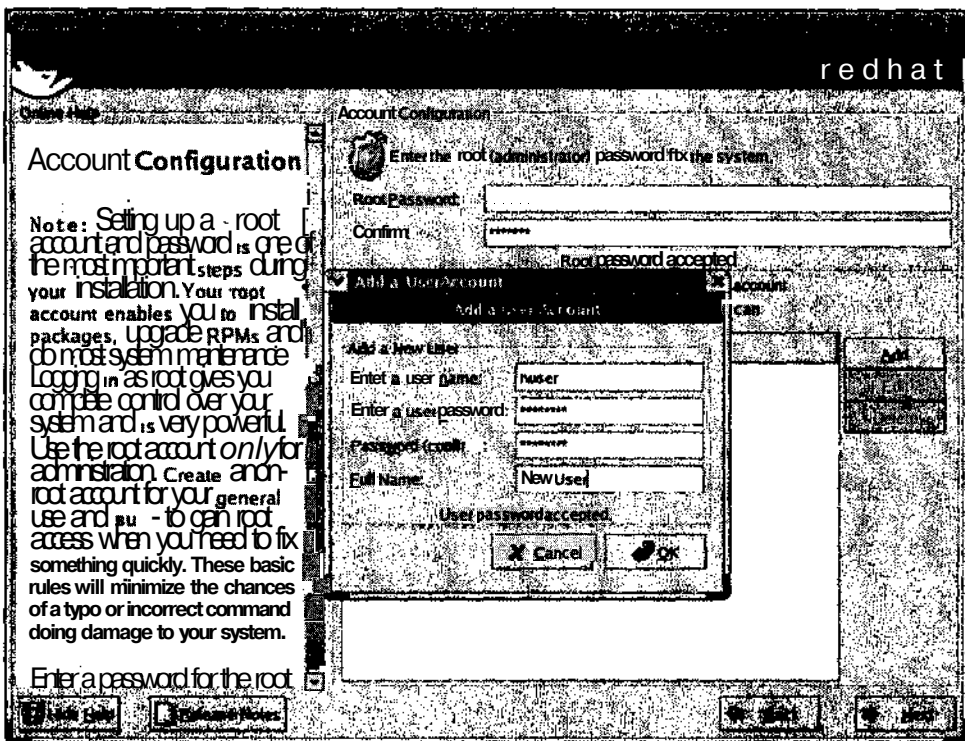 redhat
Online Help
Account Configuration
Account Configuration
Note: Setting up a - root
account and password is one of
the most important steps during
your installation. Your root
account enables you to install
packages, upgrade RPMs and
do most system maintenance
Logging in as root gives you
complete control over your
system and is very powerful.
Use the root account only for
administration. Create a non-
root account for your general
use and su - to gain root
access when you need to fix
something quickly. These basic
rules will minimize the chances
of a typo or incorrect command
doing damage to your system.
Enter a password for the root
Enter the root (administrator) password ftx the system.
Root Password:
Confirm
*******
Root password accepted
account
can
Add
Add a User Account
Add a User Account
Add a New User
Entet a user name:
nuser
Enter a user password:
********
********
Full Name:
New User
User password accepted.
Cancel
OK
Release Notes
Next